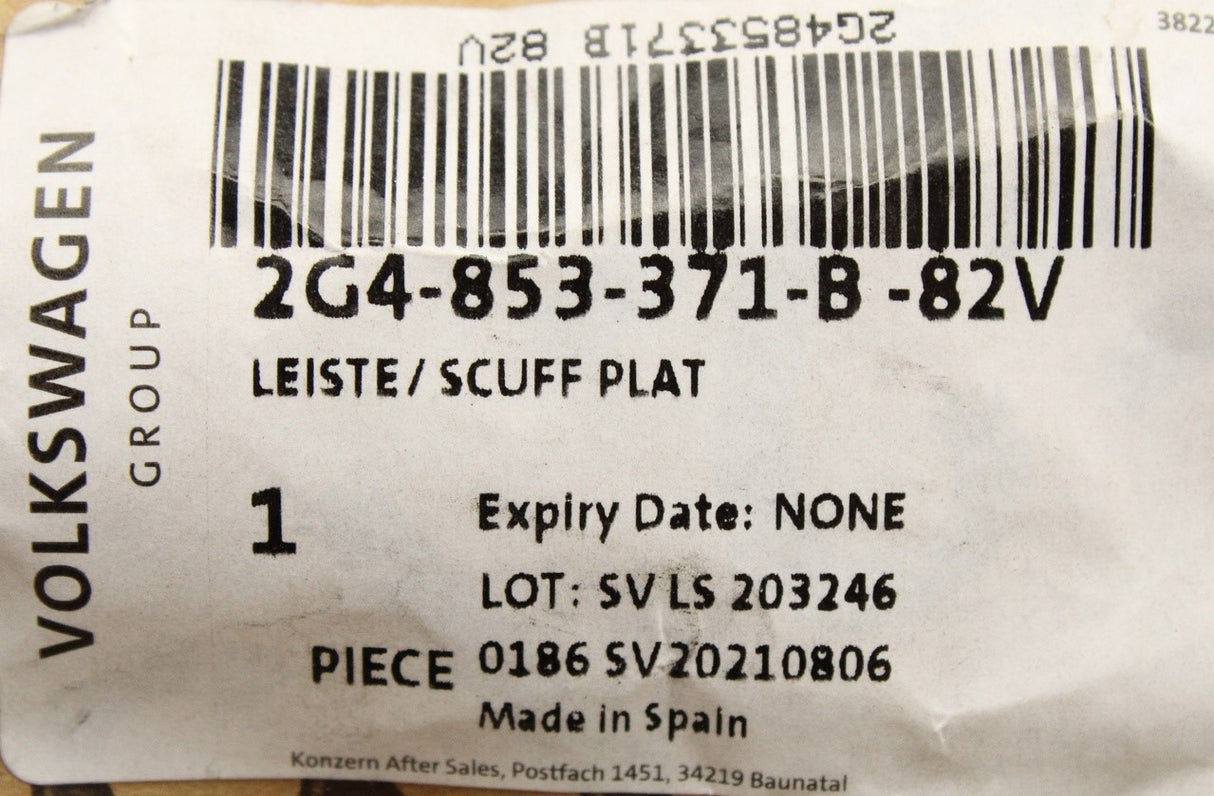 2G4853371B 82V
3822
VOLKSWAGEN
GROUP
2G4-853-371-B -82V
LEISTE/ SCUFF PLAT
1
Expiry Date: NONE
LOT: SV LS 203246
PIECE 0186 SV20210806
Made in Spain
Konzern After Sales, Postfach 1451, 34219 Baunatal